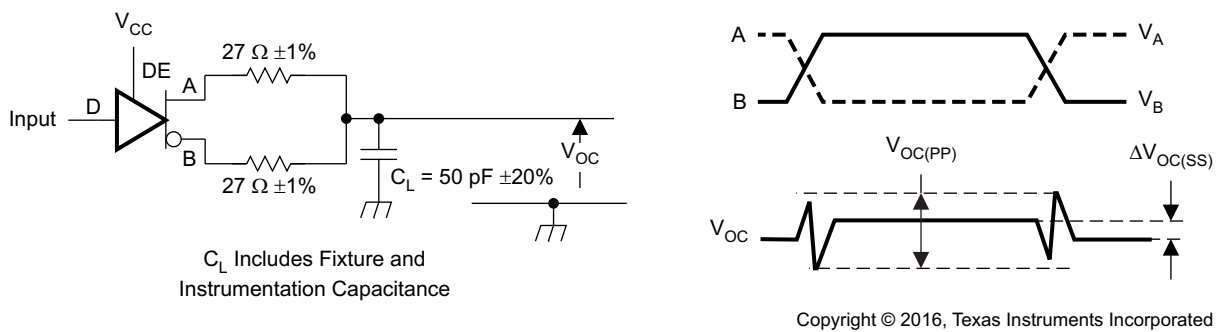 V_CC
27 Ω ±1%
DE
A
D
Input
B
27 Ω ±1%
C_L = 50 pF ±20%
V_OC
C_L Includes Fixture and
Instrumentation Capacitance
A
V_A
B
V_B
V_OC(PP)
ΔV_OC(SS)
V_OC
Copyright © 2016, Texas Instruments Incorporated